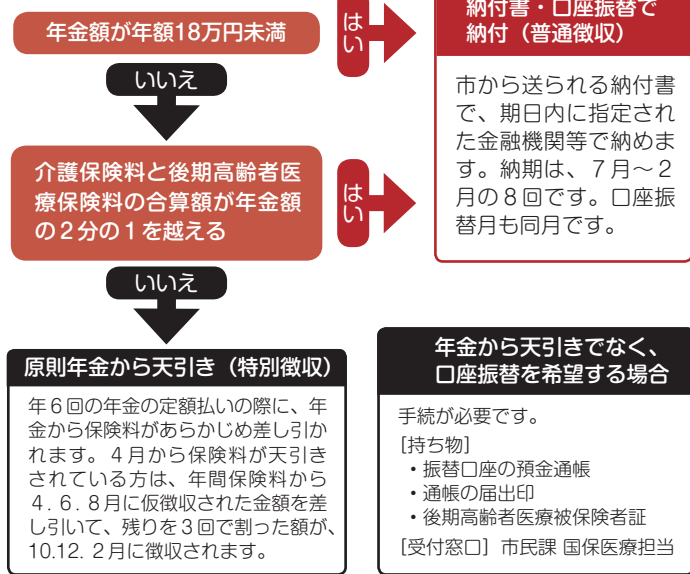 年金額が年額18万円未満
はい
納付書・口座振替で
納付（普通徴収）
市から送られる納付書
で、期日内に指定され
た金融機関等で納めま
す。納期は、７月～２
月の８回です。口座振
替月も同月です。
いいえ
介護保険料と後期高齢者医
療保険料の合算額が年金額
の２分の１を越える
はい
いいえ
原則年金から天引き（特別徴収）
年６回の年金の定額払いの際に、年
金から保険料があらかじめ差し引か
れます。４月から保険料が天引き
されている方は、年間保険料から
４. ６. ８月に仮徴収された金額を差
し引いて、残りを３回で割った額が、
10.12. ２月に徴収されます。
年金から天引きでなく、
口座振替を希望する場合
手続が必要です。
［持ち物］
・振替口座の預金通帳
・通帳の届出印
・後期高齢者医療被保険者証
［受付窓口］市民課 国保医療担当